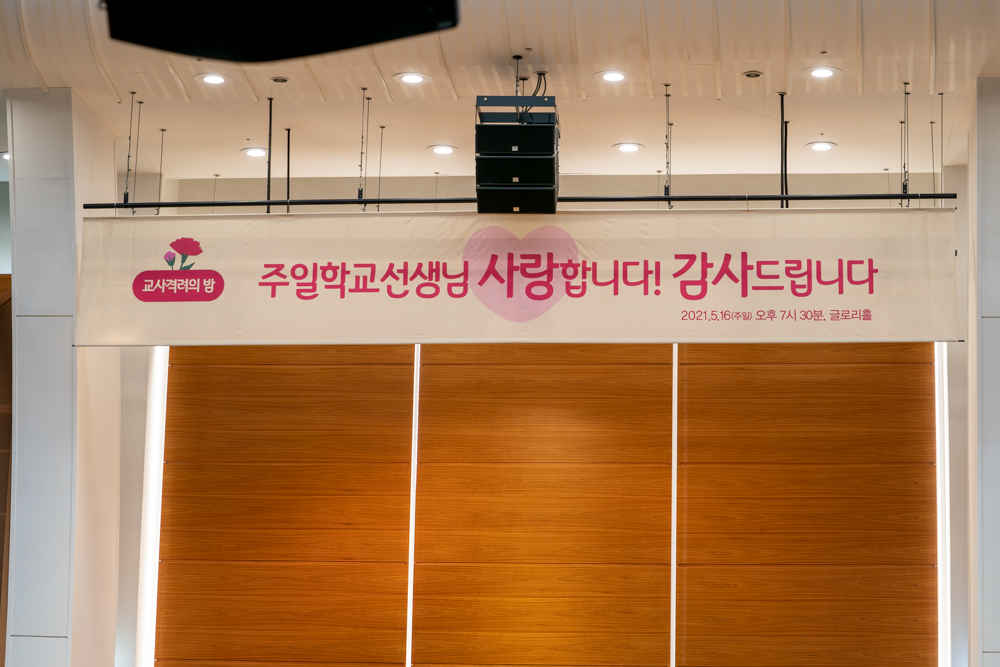 교사격려의 밤
주일학교선생님 사랑합니다! 감사드립니다
2021.5.16(주일) 오후 7시 30분, 글로리홀